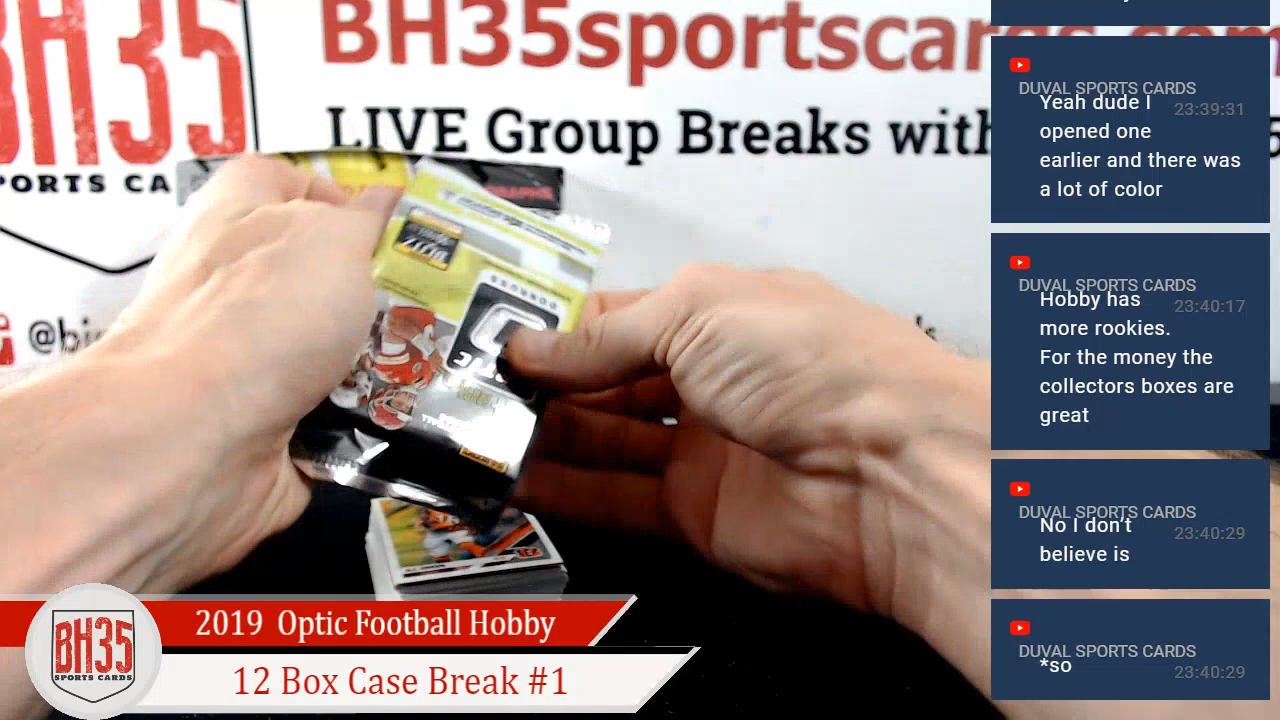 BH35sportscards.com
BH35
LIVE Group Breaks with
PORTS CA
DONRUSS
DUVAL SPORTS CARDS
Yeah dude I
23:39:31
opened one
earlier and there was
a lot of color
DUVAL SPORTS CARDS
Hobby has
23:40:17
more rookies.
For the money the
collectors boxes are
great
DUVAL SPORTS CARDS
No I don't
23:40:29
believe is
DUVAL SPORTS CARDS
*so
23:40:29
BH35
SPORTS CARDS
2019 Optic Football Hobby
12 Box Case Break #1